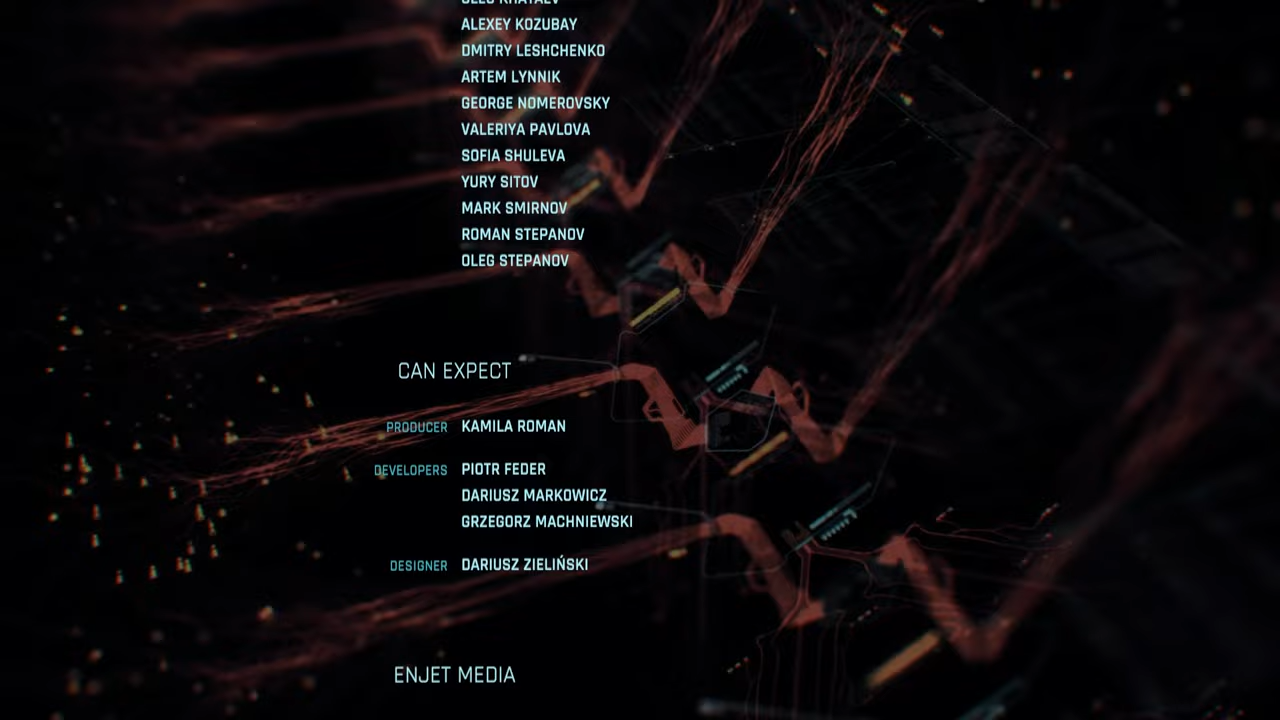 ALEXEY KOZUBAY
DMITRY LESHCHENKO
ARTEM LYNNIK
GEORGE NOMEROVSKY
VALERIYA PAVLOVA
SOFIA SHULEVA
YURY SITOV
MARK SMIRNOV
ROMAN STEPANOV
OLEG STEPANOV
CAN EXPECT
PRODUCER KAMILA ROMAN
DEVELOPERS PIOTR FEDER
DARIUSZ MARKOWICZ
GRZEGORZ MACHNIEWSKI
DESIGNER DARIUSZ ZIELIŃSKI
ENJET MEDIA